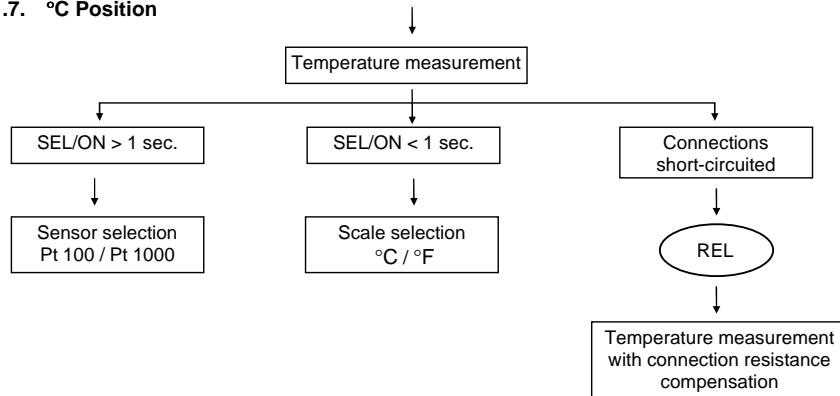 .7. °C Position
Temperature measurement
SEL/ON > 1 sec.
SEL/ON < 1 sec.
Connections
short-circuited
Sensor selection
Pt 100 / Pt 1000
Scale selection
°C / °F
REL
Temperature measurement
with connection resistance
compensation